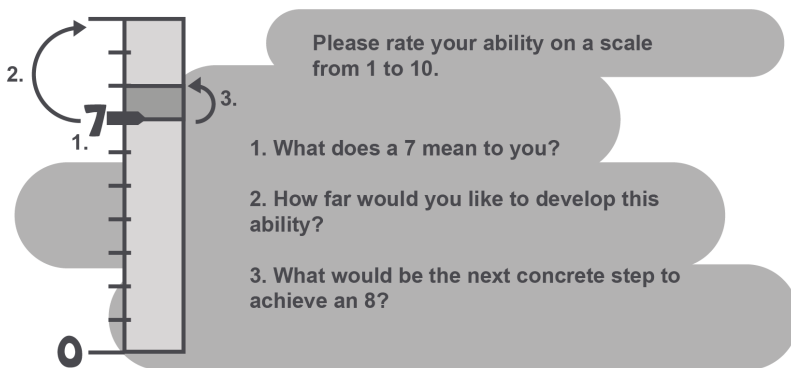 Please rate your ability on a scale
from 1 to 10.
2.
3.
7
1.
1. What does a 7 mean to you?
2. How far would you like to develop this
ability?
3. What would be the next concrete step to
achieve an 8?
0